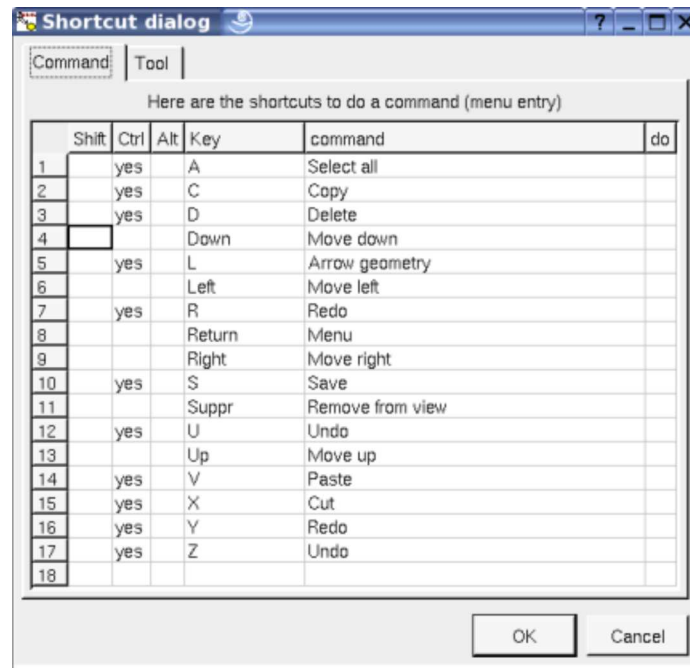 Shortcut dialog ?
Command Tool
Here are the shortcuts to do a command (menu entry)
Shift Ctrl Alt Key command do
1 yes A Select all
2 yes C Copy
3 yes D Delete
4 Down Move down
5 yes L Arrow geometry
6 Left Move left
7 yes R Redo
8 Return Menu
9 Right Move right
10 yes S Save
11 Suppr Remove from view
12 yes U Undo
13 Up Move up
14 yes V Paste
15 yes X Cut
16 yes Y Redo
17 yes Z Undo
18
OK Cancel